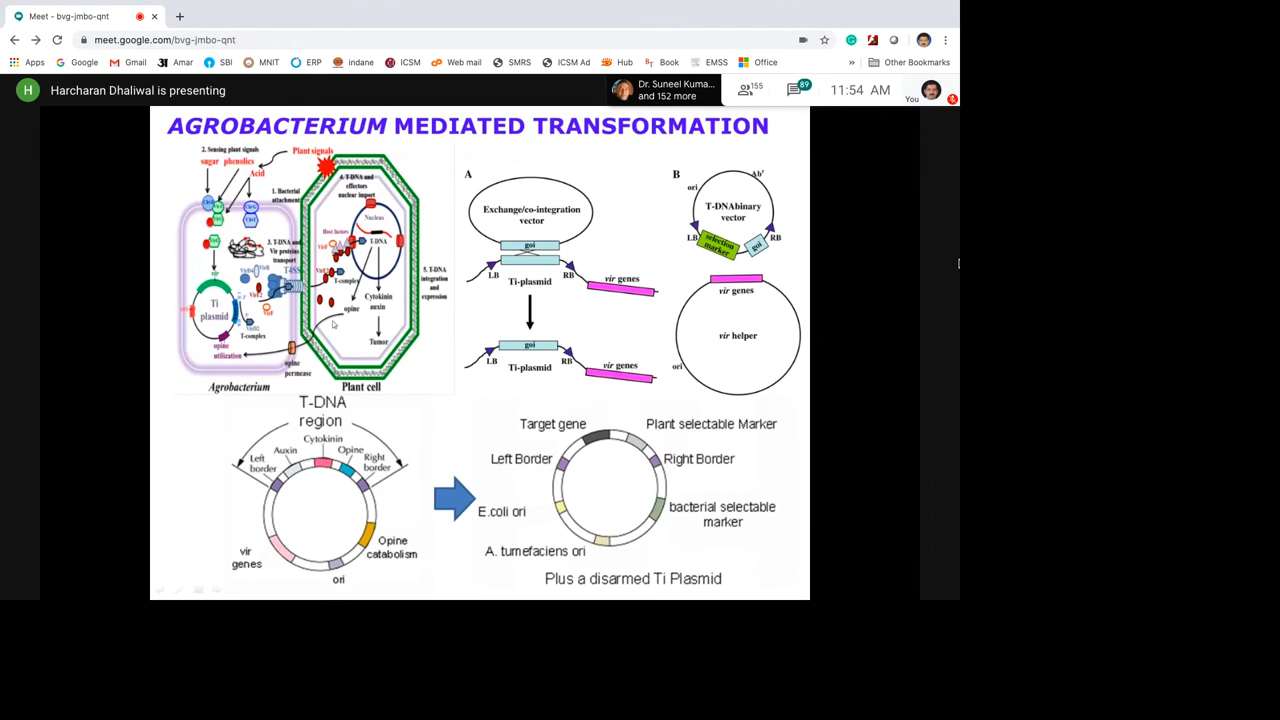 Meet - bvg-jmbo-qnt
meet.google.com/bvg-jmbo-qnt
Apps Google Gmail Amar SBI MNIT ERP indane ICSM Web mail SMRS ICSM Ad Hub Book EMSS Office » Other Bookmarks
H Harcharan Dhaliwal is presenting
Dr. Suneel Kuma...
and 152 more
155
89
11:54 AM
You
AGROBACTERIUM MEDIATED TRANSFORMATION
2. Sensing plant signals
sugar phenolics
Acid
Plant signals
1. Bacterial
attachment
4. T-DNA and
effectors
nuclear import
Nucleus
Host factors
T-DNA
3. T-DNA and
Vir proteins
transport
T4SS
vir
Ti
plasmid
T-complex
T-complex
opine
Cytokinin
auxin
Tumor
5. T-DNA
integration
and
expression
opine
utilization
opine
permease
Agrobacterium
Plant cell
A
Exchange/co-integration
vector
goi
LB
Ti-plasmid
RB
vir genes
goi
LB
Ti-plasmid
RB
vir genes
B
ori
Abr
T-DNAbinary
vector
LB
selection
marker
goi
RB
vir genes
vir helper
ori
T-DNA
region
Cytokinin
Auxin
Opine
Left
border
Right
border
vir
genes
Opine
catabolism
ori
Target gene
Plant selectable Marker
Left Border
Right Border
E.coli ori
bacterial selectable
marker
A. tumefaciens ori
Plus a disarmed Ti Plasmid